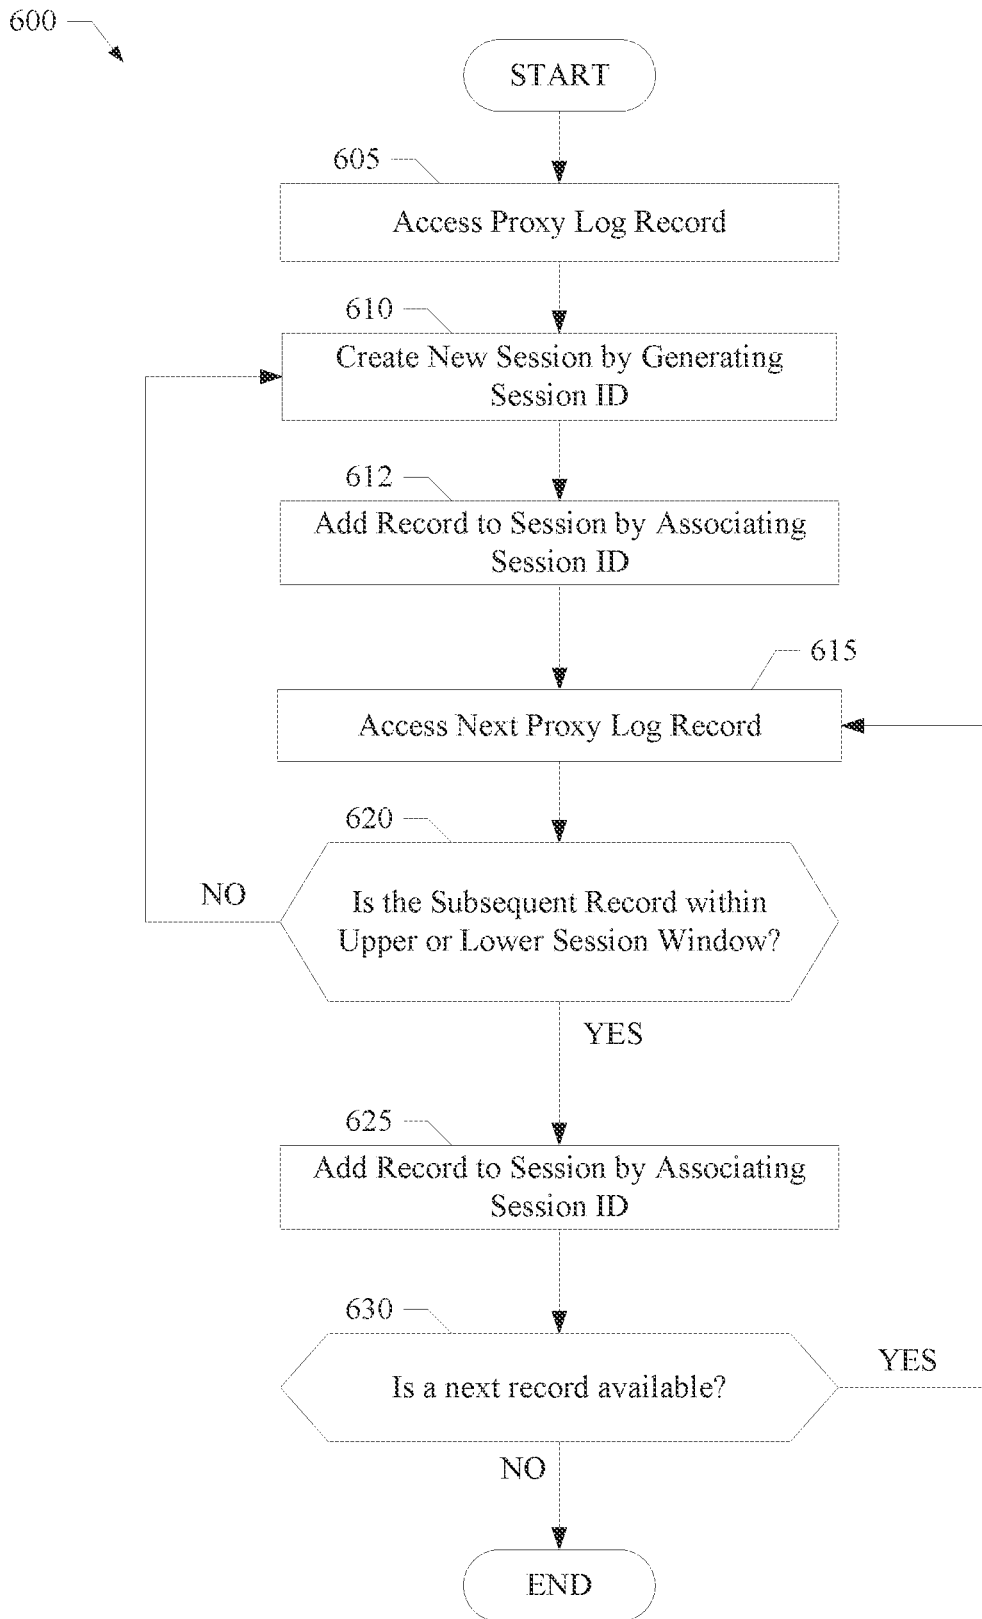 600
START
605
Access Proxy Log Record
610
Create New Session by Generating
Session ID
612
Add Record to Session by Associating
Session ID
615
Access Next Proxy Log Record
620
NO
Is the Subsequent Record within
Upper or Lower Session Window?
YES
625
Add Record to Session by Associating
Session ID
630
Is a next record available?
YES
NO
END